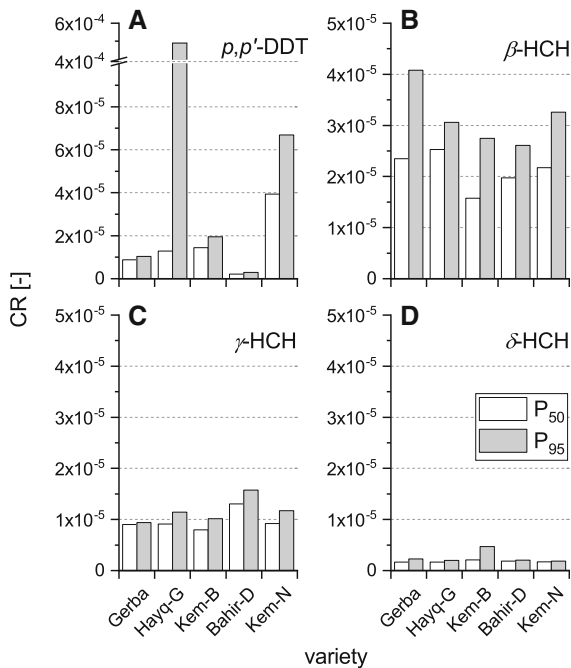 A
p,p'-DDT
6x10⁻⁴
4x10⁻⁴
8x10⁻⁵
6x10⁻⁵
4x10⁻⁵
2x10⁻⁵
0
B
β-HCH
5x10⁻⁵
4x10⁻⁵
3x10⁻⁵
2x10⁻⁵
1x10⁻⁵
0
CR [-]
C
γ-HCH
5x10⁻⁵
4x10⁻⁵
3x10⁻⁵
2x10⁻⁵
1x10⁻⁵
0
Gerba
Hayq-G
Kem-B
Bahir-D
Kem-N
D
δ-HCH
5x10⁻⁵
4x10⁻⁵
3x10⁻⁵
2x10⁻⁵
1x10⁻⁵
0
P₅₀
P₉₅
Gerba
Hayq-G
Kem-B
Bahir-D
Kem-N
variety